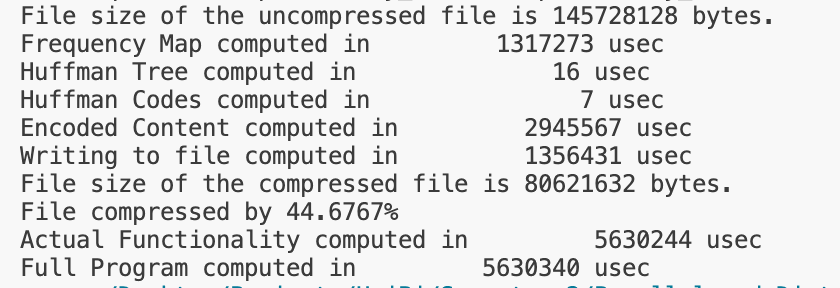 File size of the uncompressed file is 145728128 bytes.
Frequency Map computed in         1317273 usec
Huffman Tree computed in              16 usec
Huffman Codes computed in               7 usec
Encoded Content computed in         2945567 usec
Writing to file computed in         1356431 usec
File size of the compressed file is 80621632 bytes.
File compressed by 44.6767%
Actual Functionality computed in         5630244 usec
Full Program computed in         5630340 usec